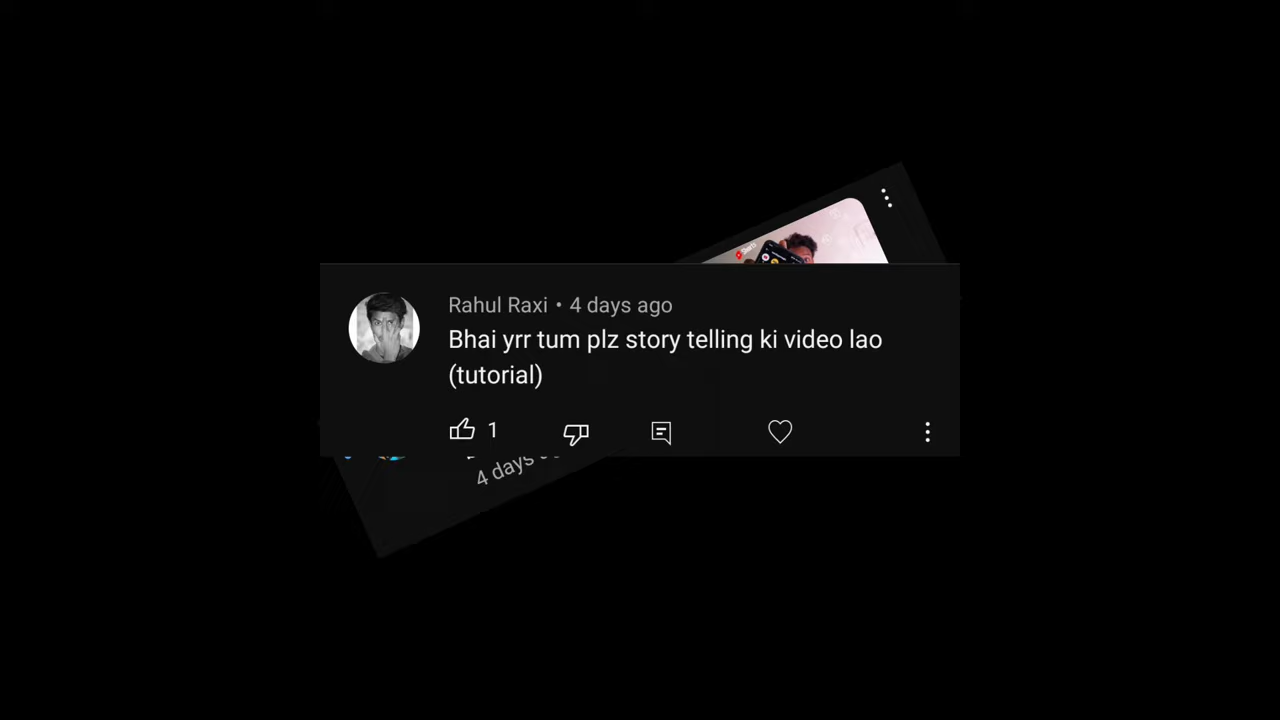 Rahul Raxi • 4 days ago
Bhai yrr tum plz story telling ki video lao
(tutorial)
1
4 days